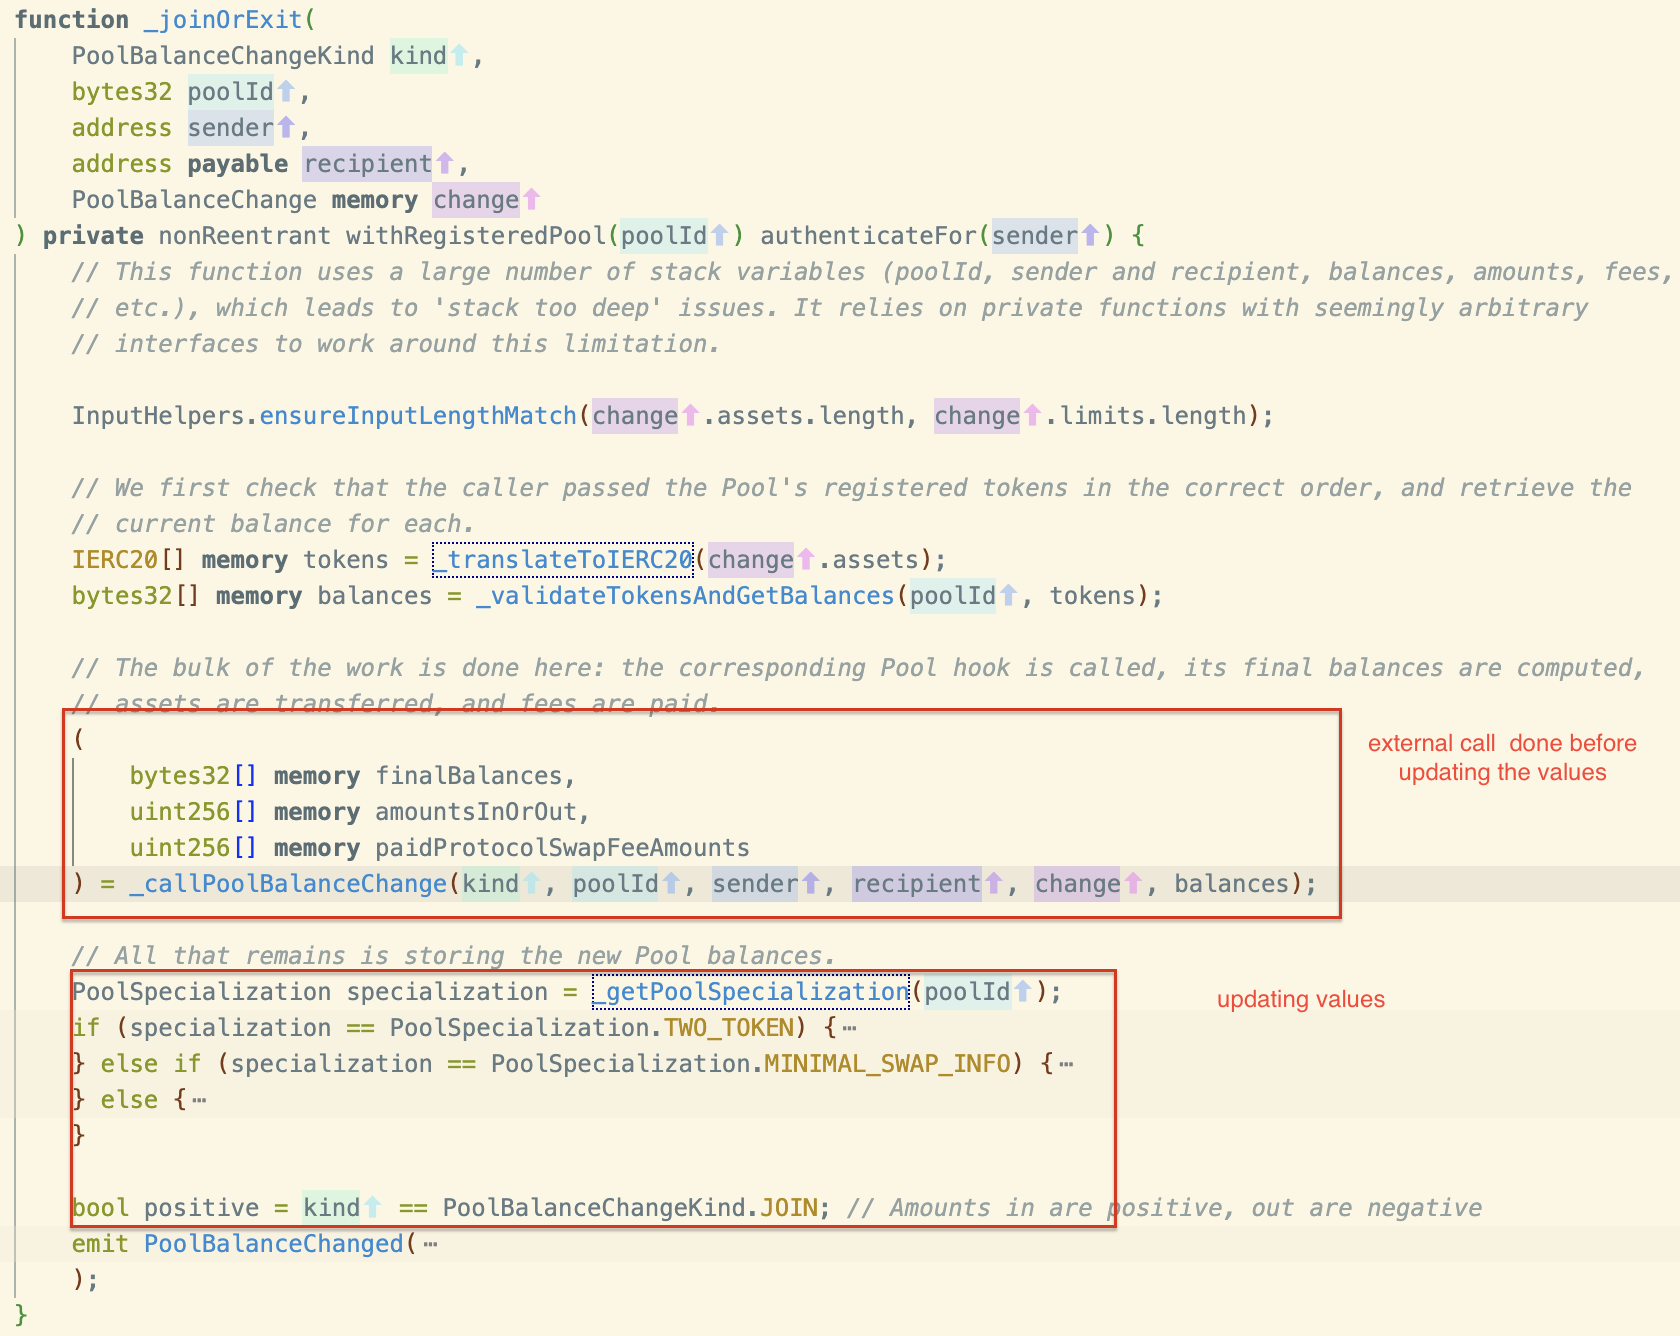 function _joinOrExit(
PoolBalanceChangeKind kind⬆,
bytes32 poolId⬆,
address sender⬆,
address payable recipient⬆,
PoolBalanceChange memory change⬆
) private nonReentrant withRegisteredPool(poolId⬆) authenticateFor(sender⬆) {
// This function uses a large number of stack variables (poolId, sender and recipient, balances, amounts, fees,
// etc.), which leads to 'stack too deep' issues. It relies on private functions with seemingly arbitrary
// interfaces to work around this limitation.
InputHelpers.ensureInputLengthMatch(change⬆.assets.length, change⬆.limits.length);
// We first check that the caller passed the Pool's registered tokens in the correct order, and retrieve the
// current balance for each.
IERC20[] memory tokens = _translateToIERC20(change⬆.assets);
bytes32[] memory balances = _validateTokensAndGetBalances(poolId⬆, tokens);
// The bulk of the work is done here: the corresponding Pool hook is called, its final balances are computed,
// assets are transferred, and fees are paid.
(
external call done before
updating the values
bytes32[] memory finalBalances,
uint256[] memory amountsInOrOut,
uint256[] memory paidProtocolSwapFeeAmounts
) = _callPoolBalanceChange(kind⬆, poolId⬆, sender⬆, recipient⬆, change⬆, balances);
// All that remains is storing the new Pool balances.
PoolSpecialization specialization = _getPoolSpecialization(poolId⬆);
updating values
if (specialization == PoolSpecialization.TWO_TOKEN) {⋯
} else if (specialization == PoolSpecialization.MINIMAL_SWAP_INFO) {⋯
} else {⋯
}
bool positive = kind⬆ == PoolBalanceChangeKind.JOIN; // Amounts in are positive, out are negative
emit PoolBalanceChanged(⋯
);
}